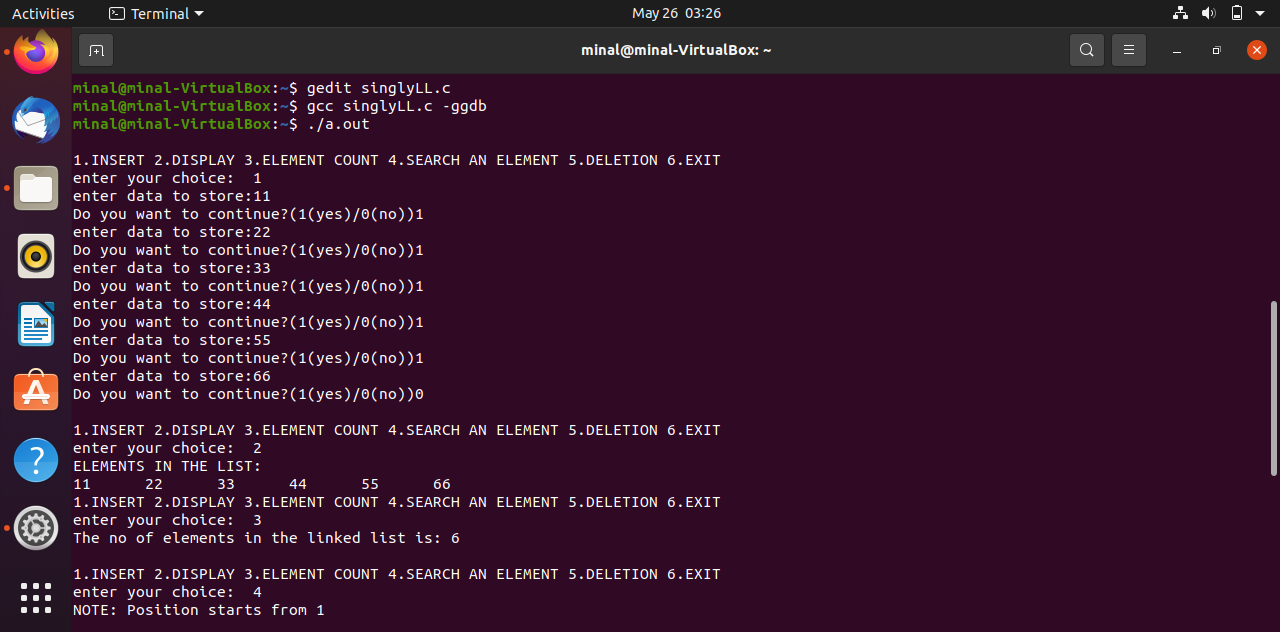 Activities Terminal May 26 03:26
minal@minal-VirtualBox: ~
minal@minal-VirtualBox:~$ gedit singlyLL.c
minal@minal-VirtualBox:~$ gcc singlyLL.c -ggdb
minal@minal-VirtualBox:~$ ./a.out
1.INSERT 2.DISPLAY 3.ELEMENT COUNT 4.SEARCH AN ELEMENT 5.DELETION 6.EXIT
enter your choice:  1
enter data to store:11
Do you want to continue?(1(yes)/0(no))1
enter data to store:22
Do you want to continue?(1(yes)/0(no))1
enter data to store:33
Do you want to continue?(1(yes)/0(no))1
enter data to store:44
Do you want to continue?(1(yes)/0(no))1
enter data to store:55
Do you want to continue?(1(yes)/0(no))1
enter data to store:66
Do you want to continue?(1(yes)/0(no))0
1.INSERT 2.DISPLAY 3.ELEMENT COUNT 4.SEARCH AN ELEMENT 5.DELETION 6.EXIT
enter your choice:  2
ELEMENTS IN THE LIST:
11      22      33      44      55      66
1.INSERT 2.DISPLAY 3.ELEMENT COUNT 4.SEARCH AN ELEMENT 5.DELETION 6.EXIT
enter your choice:  3
The no of elements in the linked list is: 6
1.INSERT 2.DISPLAY 3.ELEMENT COUNT 4.SEARCH AN ELEMENT 5.DELETION 6.EXIT
enter your choice:  4
NOTE: Position starts from 1